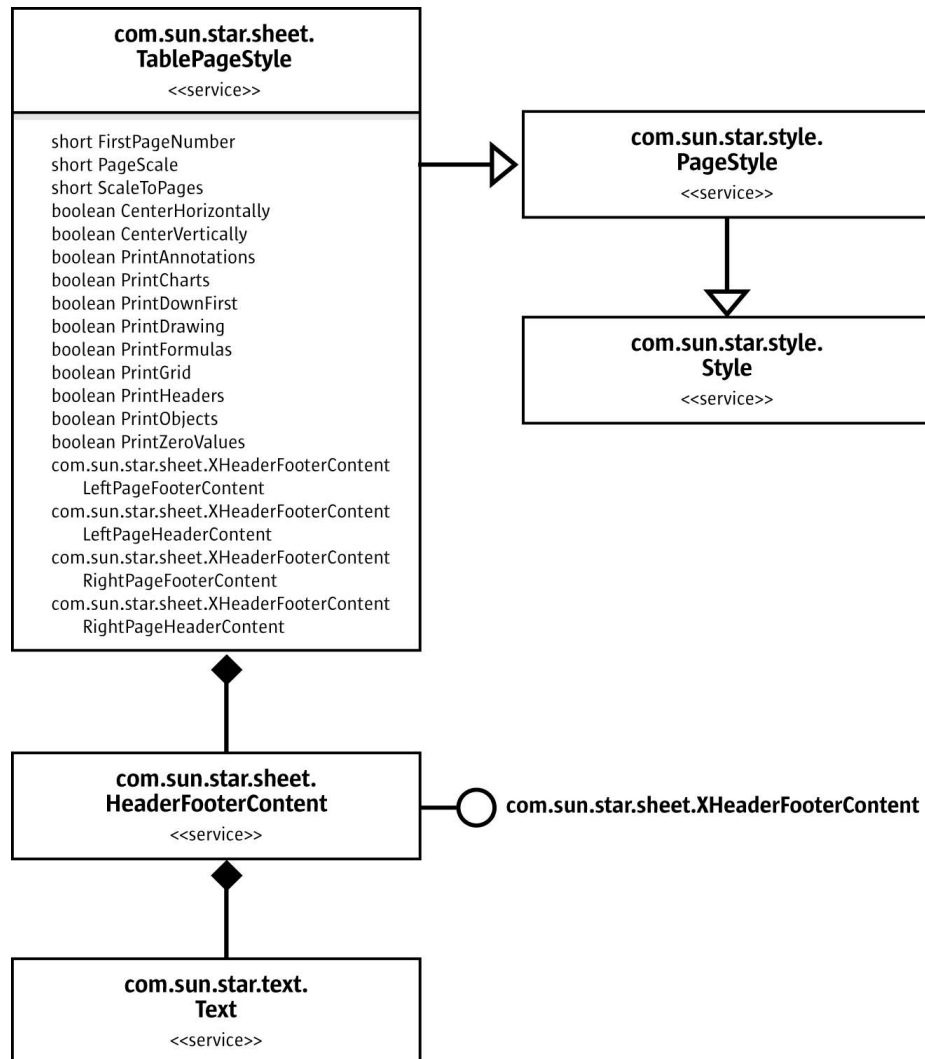 com.sun.star.sheet.
TablePageStyle
<<service>>
short FirstPageNumber
short PageScale
short ScaleToPages
boolean CenterHorizontally
boolean CenterVertically
boolean PrintAnnotations
boolean PrintCharts
boolean PrintDownFirst
boolean PrintDrawing
boolean PrintFormulas
boolean PrintGrid
boolean PrintHeaders
boolean PrintObjects
boolean PrintZeroValues
com.sun.star.sheet.XHeaderFooterContent
LeftPageFooterContent
com.sun.star.sheet.XHeaderFooterContent
LeftPageHeaderContent
com.sun.star.sheet.XHeaderFooterContent
RightPageFooterContent
com.sun.star.sheet.XHeaderFooterContent
RightPageHeaderContent
com.sun.star.style.
PageStyle
<<service>>
com.sun.star.style.
Style
<<service>>
com.sun.star.sheet.
HeaderFooterContent
<<service>>
com.sun.star.sheet.XHeaderFooterContent
com.sun.star.text.
Text
<<service>>